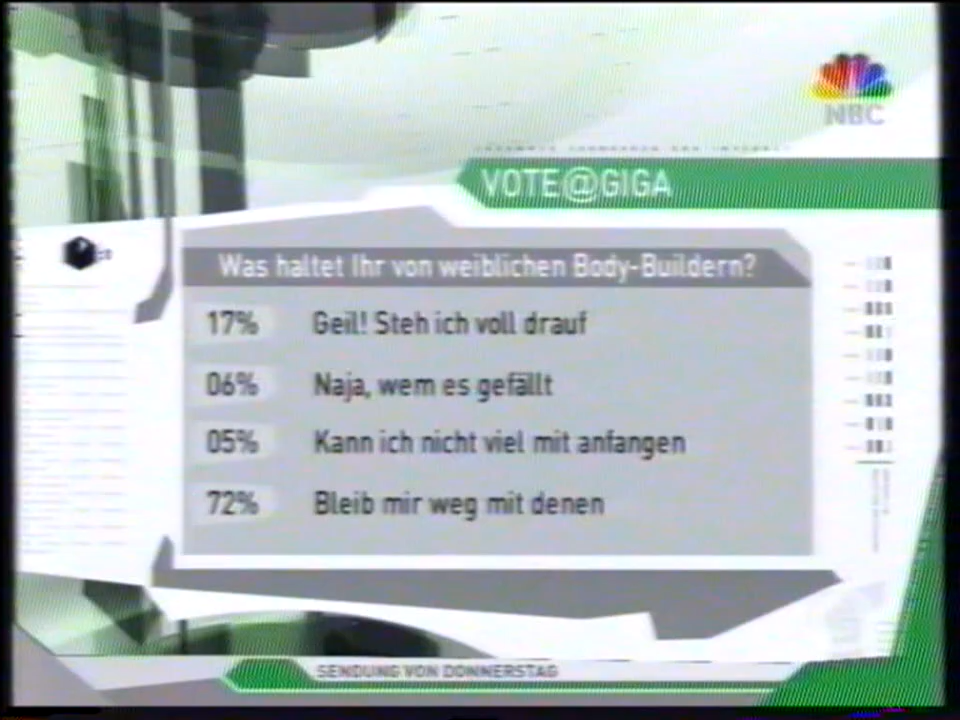 NBC
VOTE@GIGA
Was haltet Ihr von weiblichen Body-Buildern?
17% Geil! Steh ich voll drauf
06% Naja, wem es gefällt
05% Kann ich nicht viel mit anfangen
72% Bleib mir weg mit denen
SENDUNG VON DONNERSTAG